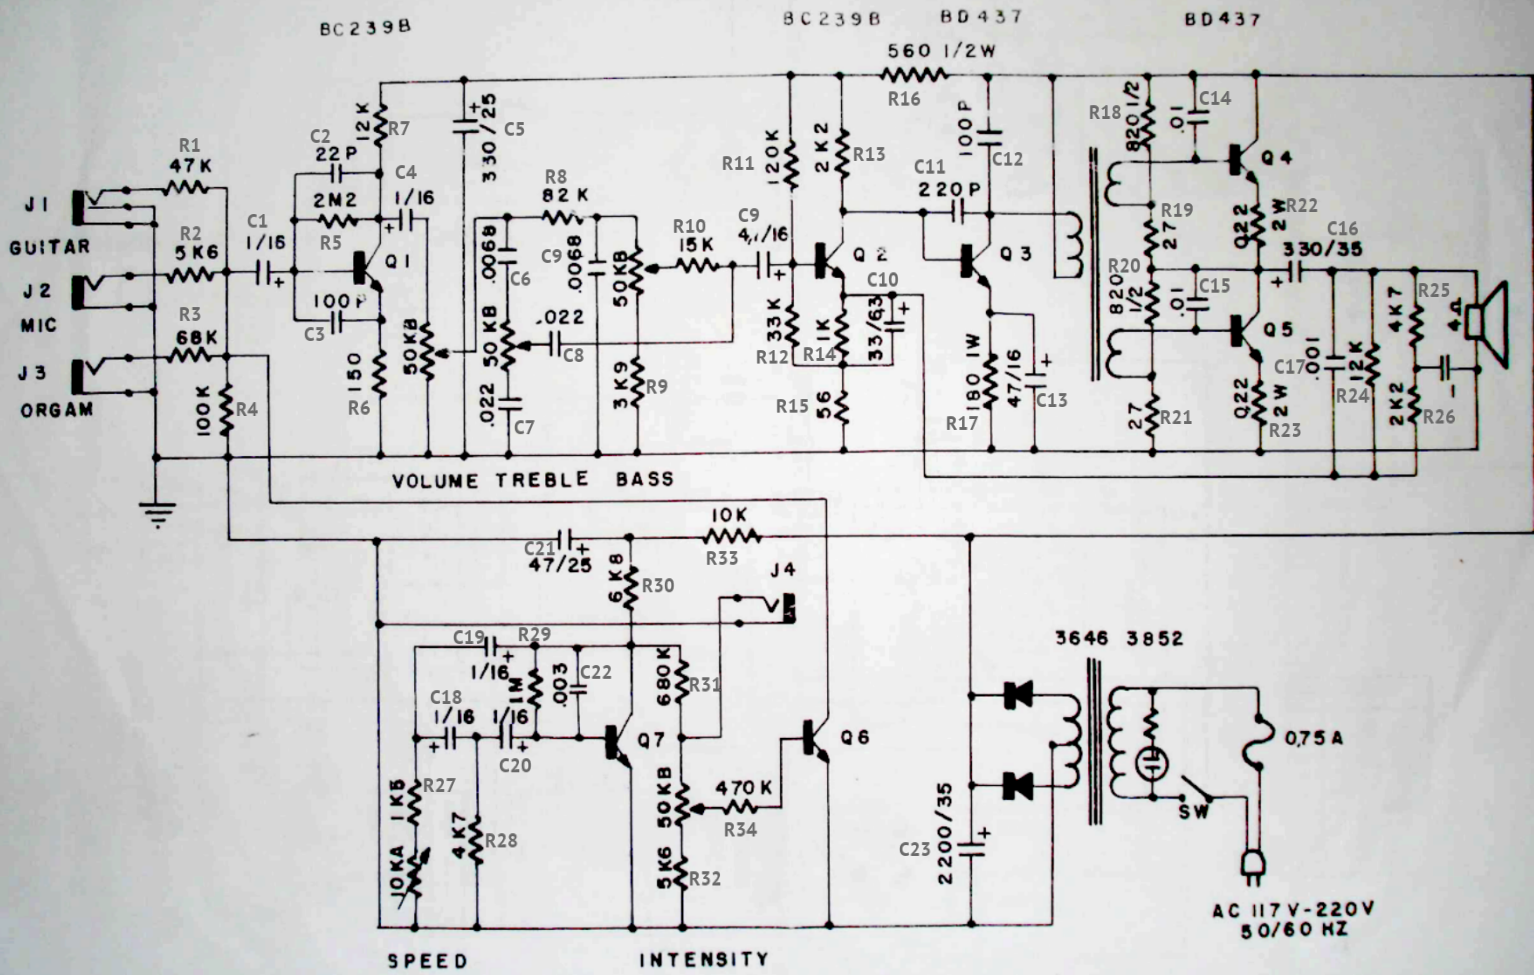 BC239B
BC239B
BD437
BD437
560 1/2W
R16
12K
R7
330/25
C5
R1
47K
C2
22P
C4
1/16
2M2
R5
J1
GUITAR
R2
5K6
C1
1/16
+
Q1
J2
MIC
R3
68K
100P
C3
J3
ORGAM
100K
R4
150
R6
50KB
VOLUME
R8
82K
.0068
C6
C9
.0068
50KB
.022
C8
.022
C7
TREBLE
50KB
3K9
R9
BASS
R10
15K
C9
R11
120K
2K2
R13
Q2
33K
R12
1K
R14
C10
33/63
+
R15
56
C11
220P
100P
C12
Q3
180 1W
R17
47/16
+
C13
R18
820 1/2
.01
C14
Q4
R19
27
R20
820 1/2
.01
C15
0.22
2W
R22
C16
330/35
+
Q5
27
R21
0.22
2W
R23
C17
.001
12K
R24
4K7
R25
2K2
R26
4Ω
C21
47/25
+
10K
R33
6K8
R30
J4
C19
1/16
+
R29
1M
.003
C22
680K
R31
C18
1/16
+
1/16
+
C20
Q7
Q6
R27
4K7
R28
10KA
SPEED
50KB
470K
R34
5K6
R32
INTENSITY
3646
3852
C23
2200/35
+
SW
0,75A
AC 117V-220V
50/60 HZ